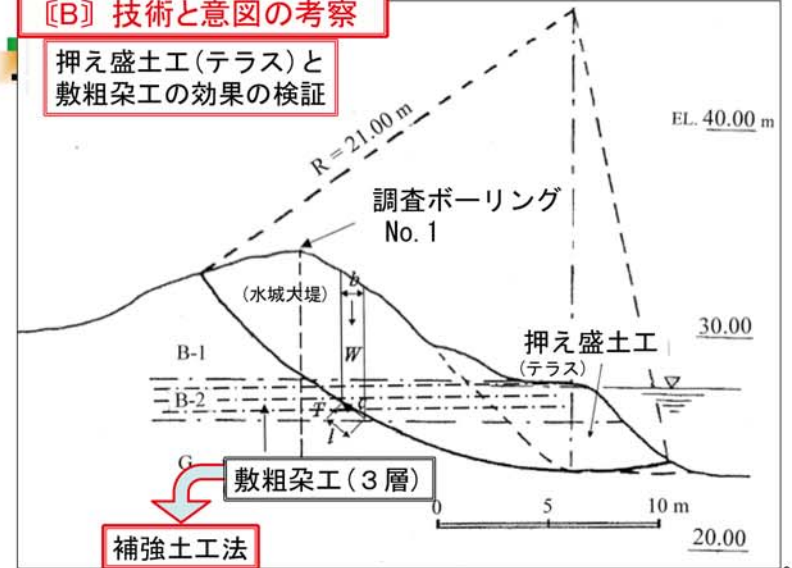 〔B〕技術と意図の考察
押え盛土工(テラス)と
敷粗朶工の効果の検証
R = 21.00 m
EL. 40.00 m
調査ボーリング
No.1
(水城大堤)
b
W
30.00
押え盛土工
(テラス)
B-1
B-2
T
l
G
敷粗朶工(3層)
0 5 10 m
補強土工法
20.00